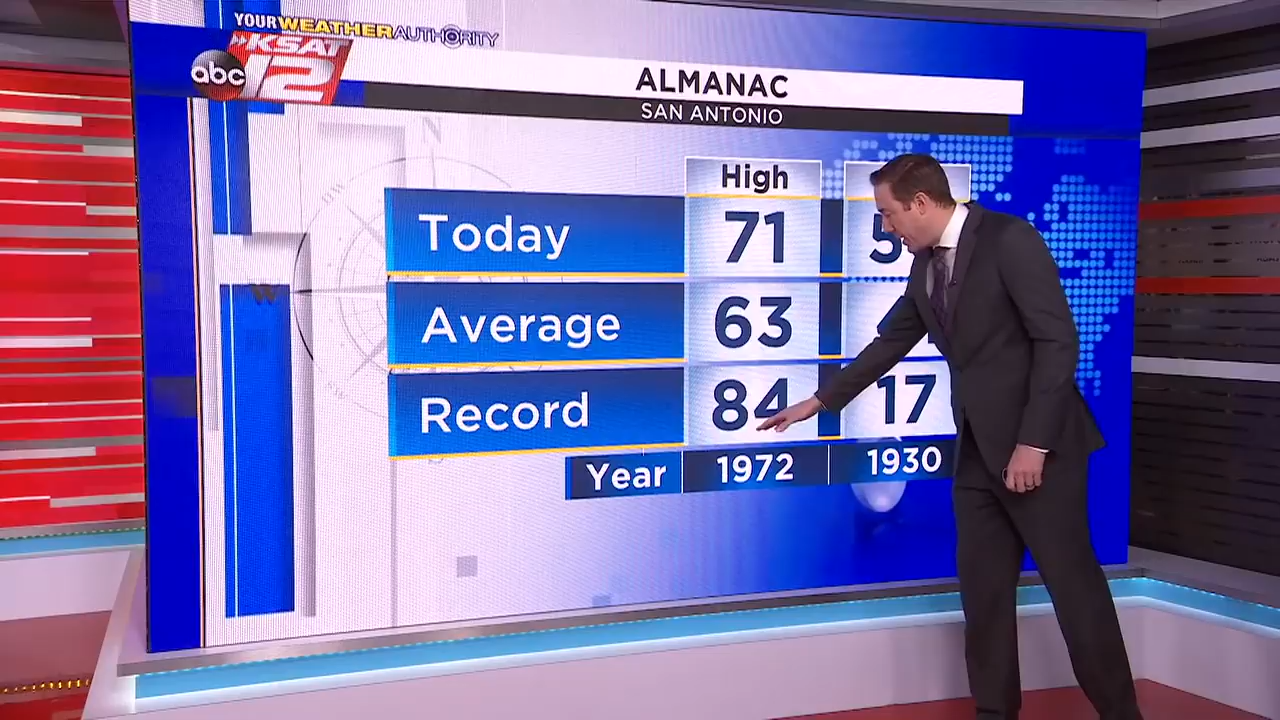 YOUR WEATHER AUTHORITY
KSAT
abc 12
ALMANAC
SAN ANTONIO
N
W
High
Today 71 5
Average 63
Record 84 17
Year 1972 1930